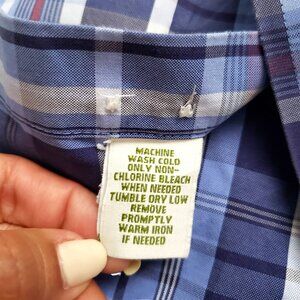 MACHINE
WASH COLD
ONLY NON-
CHLORINE BLEACH
WHEN NEEDED
TUMBLE DRY LOW
REMOVE
PROMPTLY
WARM IRON
IF NEEDED